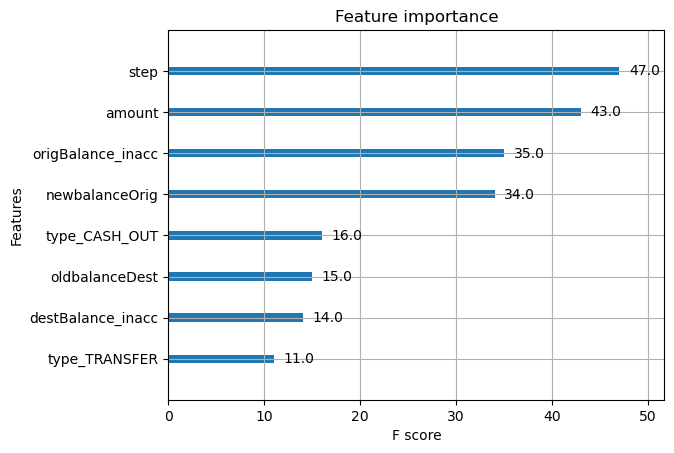 Feature importance
step 47.0
amount 43.0
origBalance_inacc 35.0
newbalanceOrig 34.0
type_CASH_OUT 16.0
oldbalanceDest 15.0
destBalance_inacc 14.0
type_TRANSFER 11.0
Features
0 10 20 30 40 50
F score